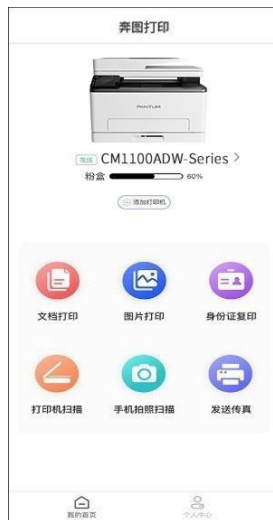 奔图打印
PANTUM
在线 CM1100ADW-Series >
粉盒 60%
添加打印机
文档打印 图片打印 身份证复印
打印机扫描 手机拍照扫描 发送传真
我的首页 个人中心